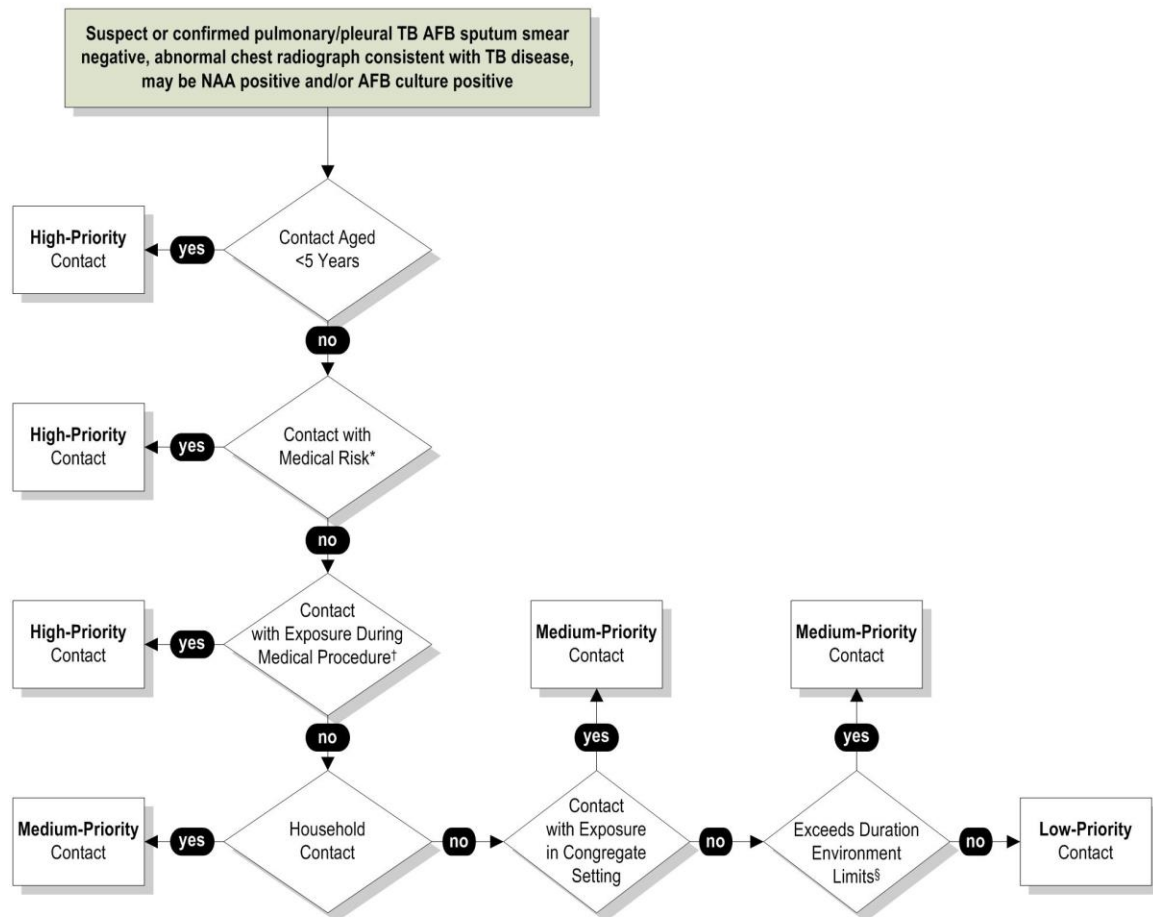 Suspect or confirmed pulmonary/pleural TB AFB sputum smear
negative, abnormal chest radiograph consistent with TB disease,
may be NAA positive and/or AFB culture positive
High-Priority
Contact
yes
Contact Aged
<5 Years
no
High-Priority
Contact
yes
Contact with
Medical Risk*
no
High-Priority
Contact
yes
Contact
with Exposure During
Medical Procedure†
no
Medium-Priority
Contact
yes
Household
Contact
no
Medium-Priority
Contact
yes
Contact
with Exposure
in Congregate
Setting
no
Medium-Priority
Contact
yes
Exceeds Duration
Environment
Limits§
no
Low-Priority
Contact